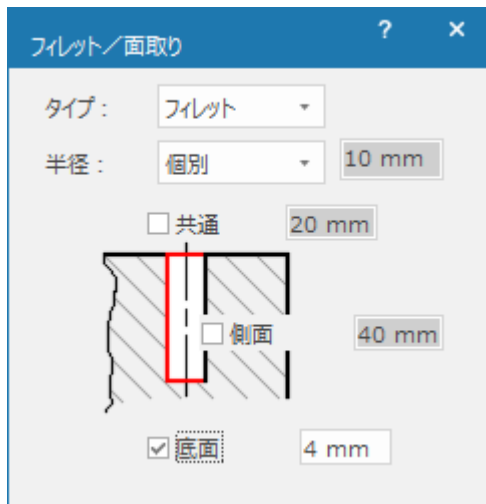 フィレット／面取り ? ×
タイプ： フィレット
半径： 個別 10 mm
共通 20 mm
側面 40 mm
底面 4 mm